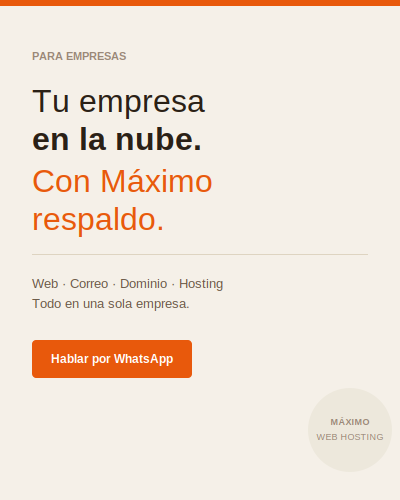 PARA EMPRESAS
Tu empresa
en la nube.
Con Máximo
respaldo.
Web · Correo · Dominio · Hosting
Todo en una sola empresa.
Hablar por WhatsApp
MÁXIMO
WEB HOSTING